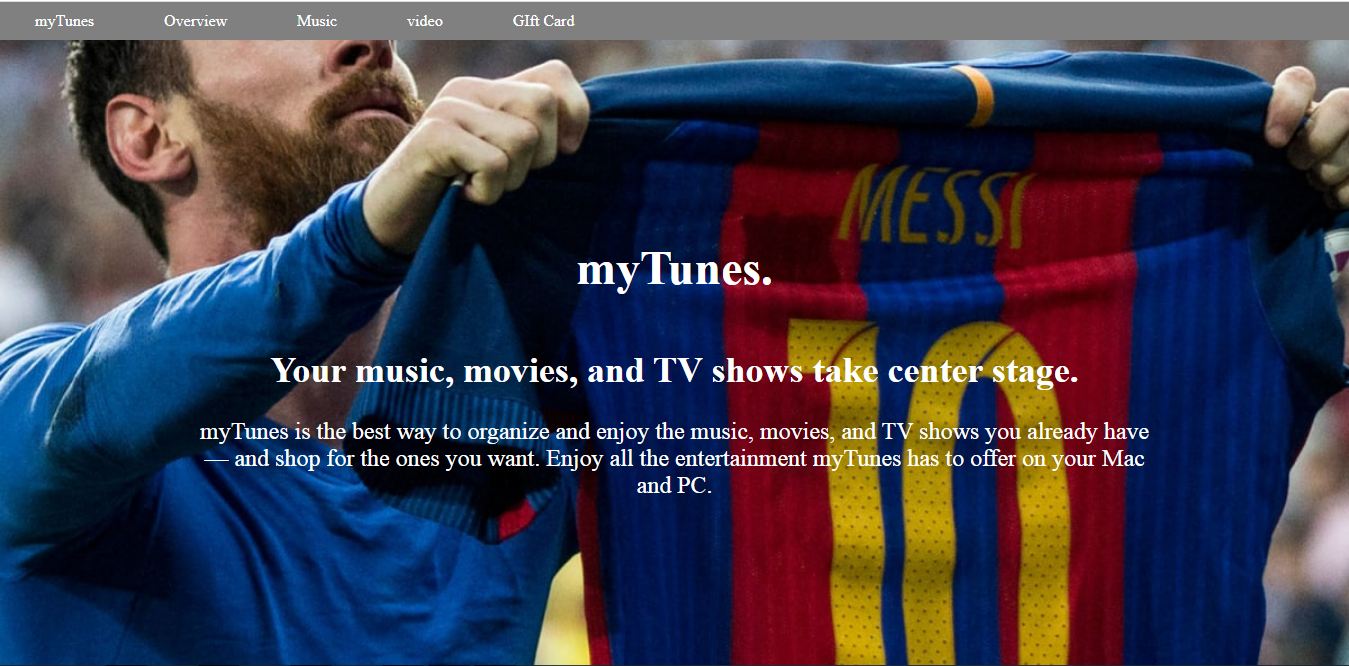 myTunes Overview Music video GIft Card
MESSI
myTunes.
10
Your music, movies, and TV shows take center stage.
myTunes is the best way to organize and enjoy the music, movies, and TV shows you already have
— and shop for the ones you want. Enjoy all the entertainment myTunes has to offer on your Mac
and PC.